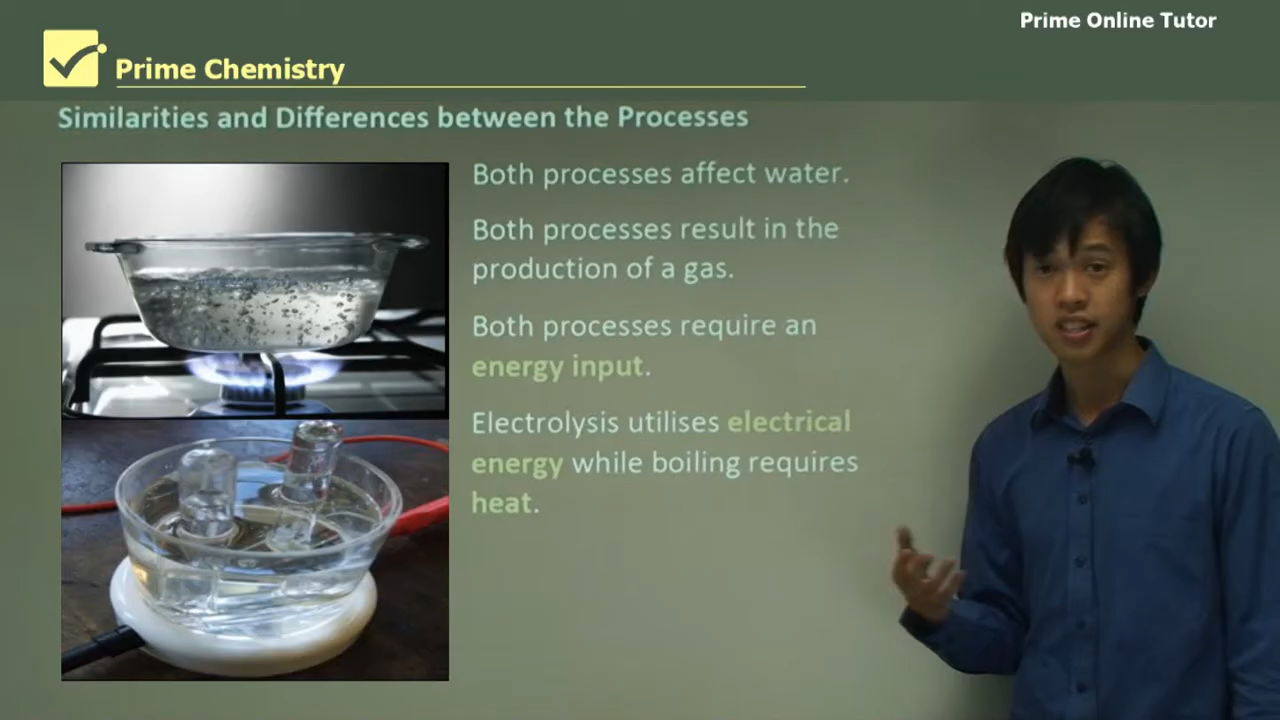 Prime Online Tutor
Prime Chemistry
Similarities and Differences between the Processes
Both processes affect water.
Both processes result in the
production of a gas.
Both processes require an
energy input.
Electrolysis utilises electrical
energy while boiling requires
heat.